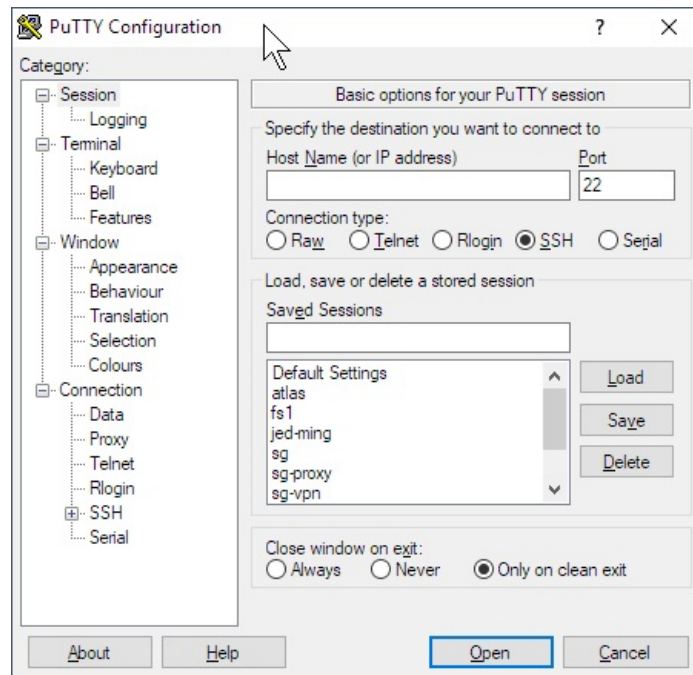 PuTTY Configuration
?
Category:
Session
Logging
Terminal
Keyboard
Bell
Features
Window
Appearance
Behaviour
Translation
Selection
Colours
Connection
Data
Proxy
Telnet
Rlogin
SSH
Serial
Basic options for your PuTTY session
Specify the destination you want to connect to
Host Name (or IP address) Port
22
Connection type:
Raw Telnet Rlogin SSH Serial
Load, save or delete a stored session
Saved Sessions
Default Settings
atlas
fs1
jed-ming
sg
sg-proxy
sg-vpn
Load
Save
Delete
Close window on exit:
Always Never Only on clean exit
About Help Open Cancel